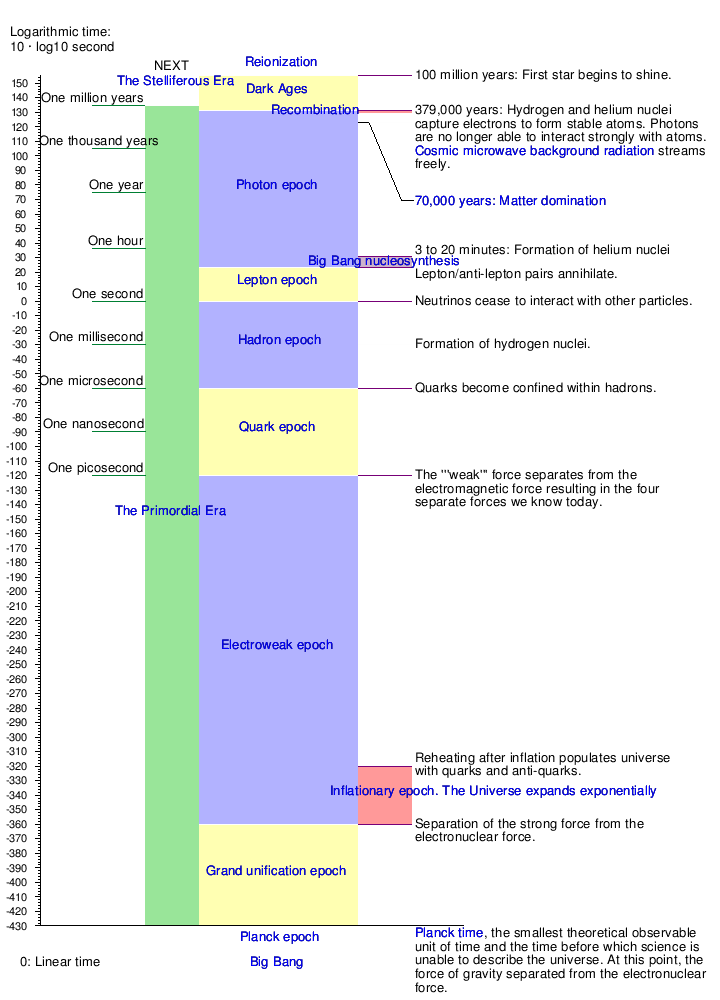 Logarithmic time:
10 · log10 second
NEXT
Reionization
The Stelliferous Era
Dark Ages
100 million years: First star begins to shine.
150
140
130
120
110
100
90
80
70
60
50
40
30
20
10
0
-10
-20
-30
-40
-50
-60
-70
-80
-90
-100
-110
-120
-130
-140
-150
-160
-170
-180
-190
-200
-210
-220
-230
-240
-250
-260
-270
-280
-290
-300
-310
-320
-330
-340
-350
-360
-370
-380
-390
-400
-410
-420
-430
One million years
One thousand years
One year
One hour
One second
One millisecond
One microsecond
One nanosecond
One picosecond
The Primordial Era
Recombination
379,000 years: Hydrogen and helium nuclei
capture electrons to form stable atoms. Photons
are no longer able to interact strongly with atoms.
Cosmic microwave background radiation streams
freely.
Photon epoch
70,000 years: Matter domination
3 to 20 minutes: Formation of helium nuclei
Big Bang nucleosynthesis
Lepton/anti-lepton pairs annihilate.
Lepton epoch
Neutrinos cease to interact with other particles.
Hadron epoch
Formation of hydrogen nuclei.
Quarks become confined within hadrons.
Quark epoch
The '"weak'" force separates from the
electromagnetic force resulting in the four
separate forces we know today.
Electroweak epoch
Reheating after inflation populates universe
with quarks and anti-quarks.
Inflationary epoch. The Universe expands exponentially
Separation of the strong force from the
electronuclear force.
Grand unification epoch
Planck epoch
Planck time, the smallest theoretical observable
unit of time and the time before which science is
unable to describe the universe. At this point, the
force of gravity separated from the electronuclear
force.
0: Linear time
Big Bang